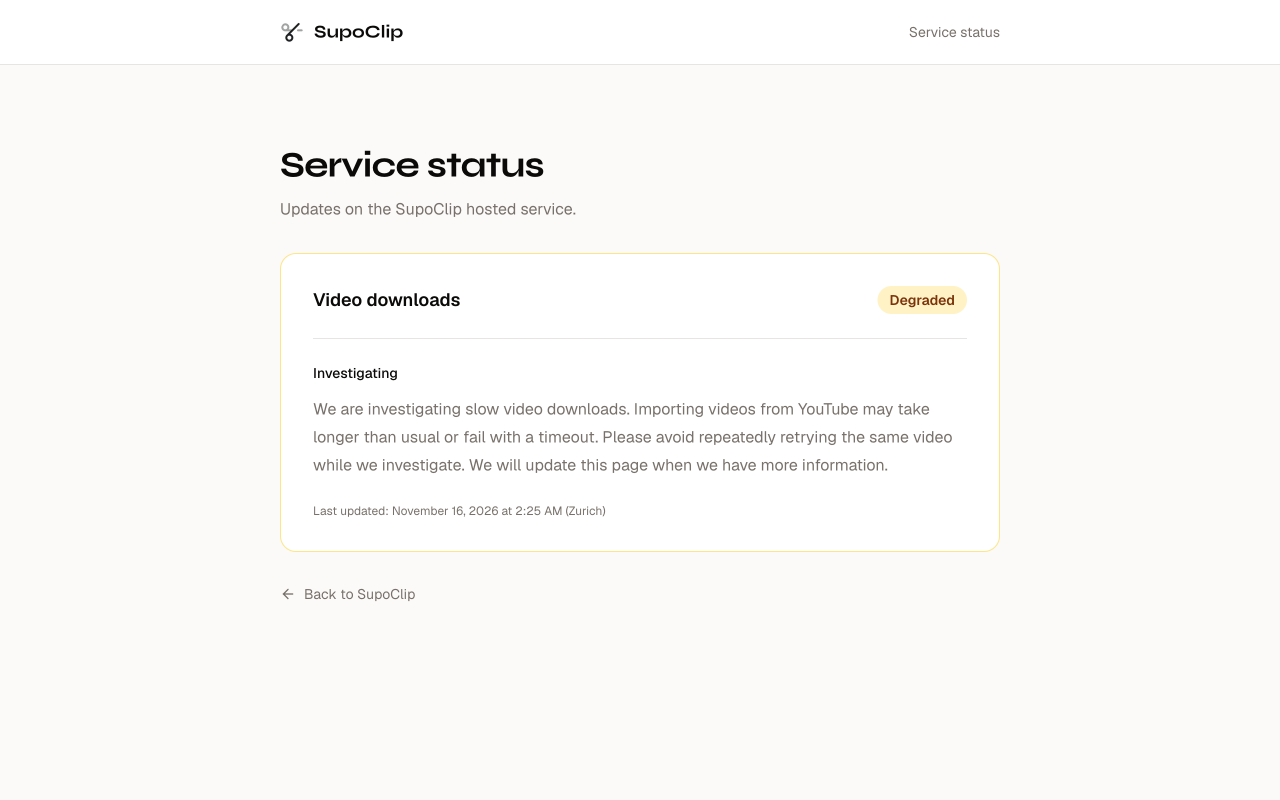 SupoClip
Service status
Service status
Updates on the SupoClip hosted service.
Video downloads
Degraded
Investigating
We are investigating slow video downloads. Importing videos from YouTube may take
longer than usual or fail with a timeout. Please avoid repeatedly retrying the same video
while we investigate. We will update this page when we have more information.
Last updated: November 16, 2026 at 2:25 AM (Zurich)
Back to SupoClip